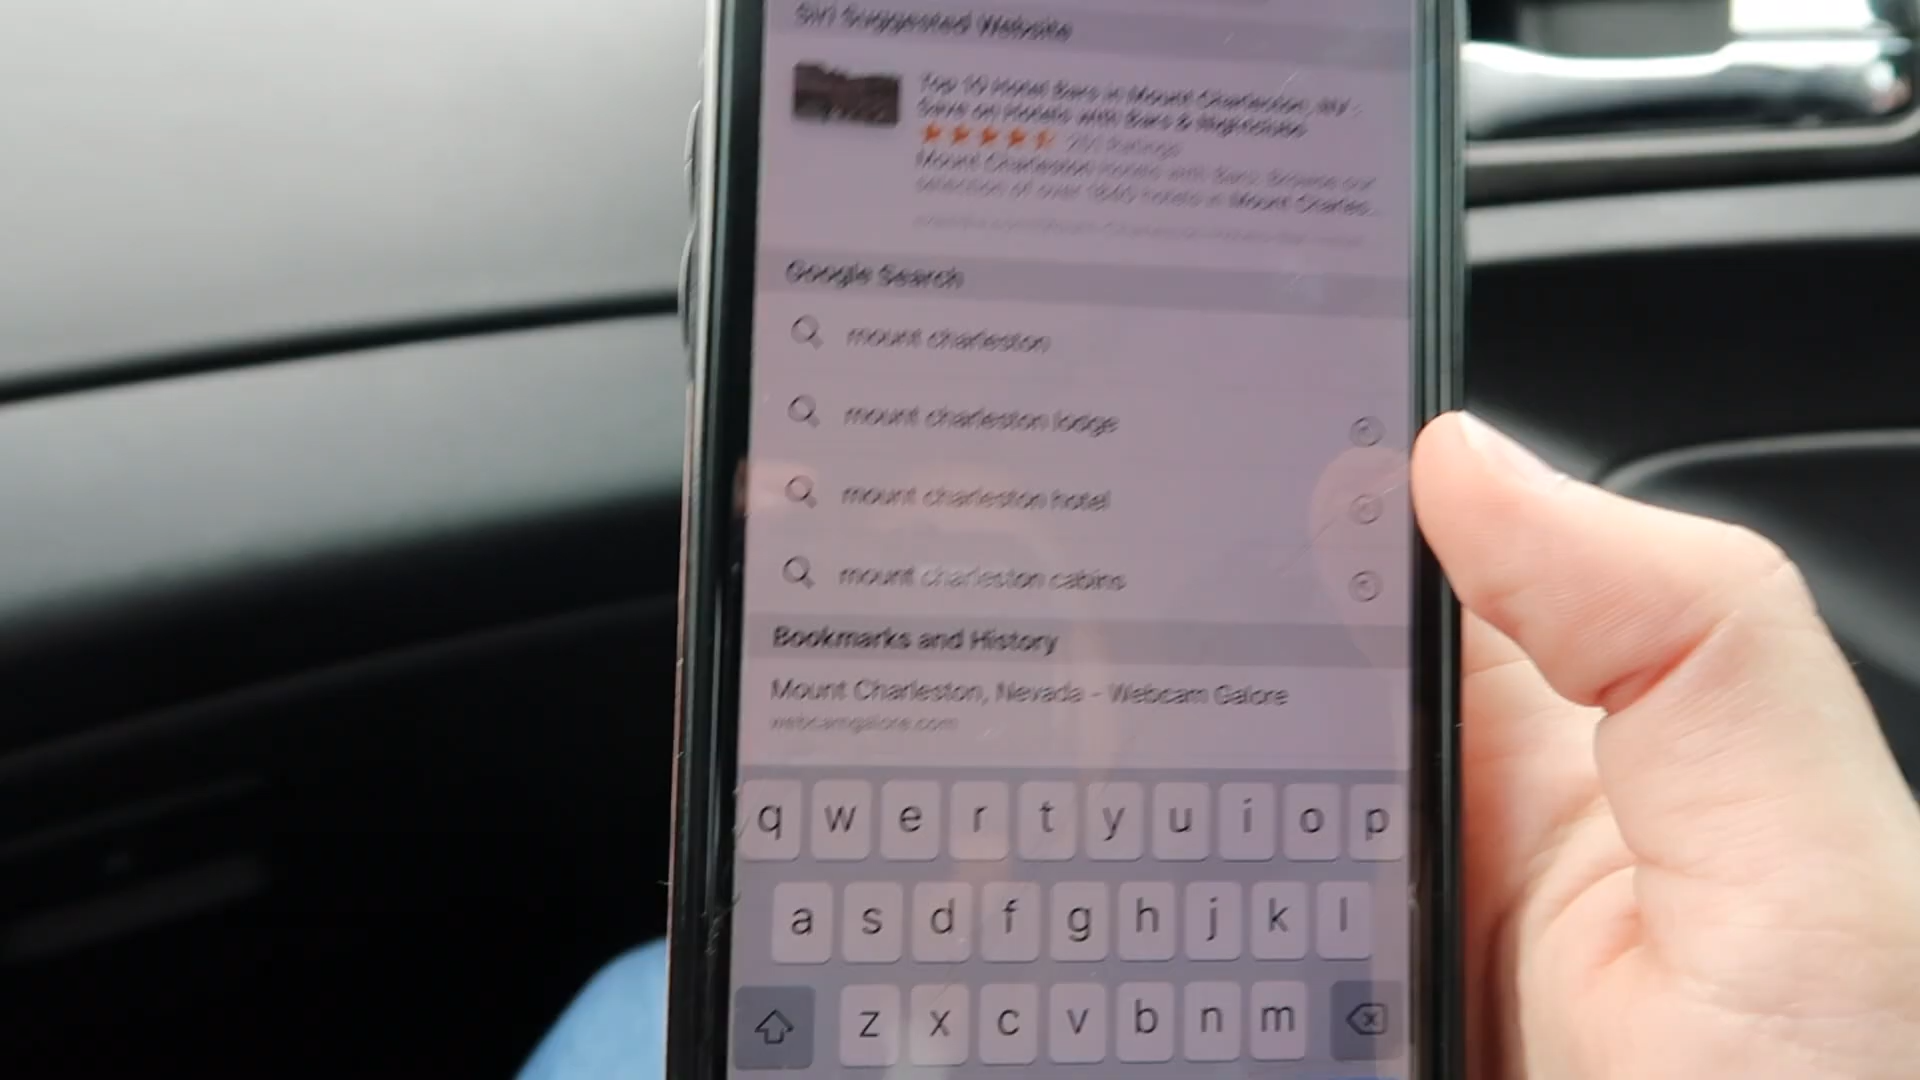 Siri Suggested Website
Top 10 Hotel Bars in Mount Charleston, NV -
Save on Hotels with Bars & Nightclubs
Ratings
Mount Charleston Hotels with Bars: Browse our
selection of over hotels in Mount Charles...
Google Search
mount charleston
mount charleston lodge
mount charleston hotel
mount charleston cabins
Bookmarks and History
Mount Charleston, Nevada - Webcam Galore
webcamgalore.com
q w e r t y u i o p
a s d f g h j k l
z x c v b n m